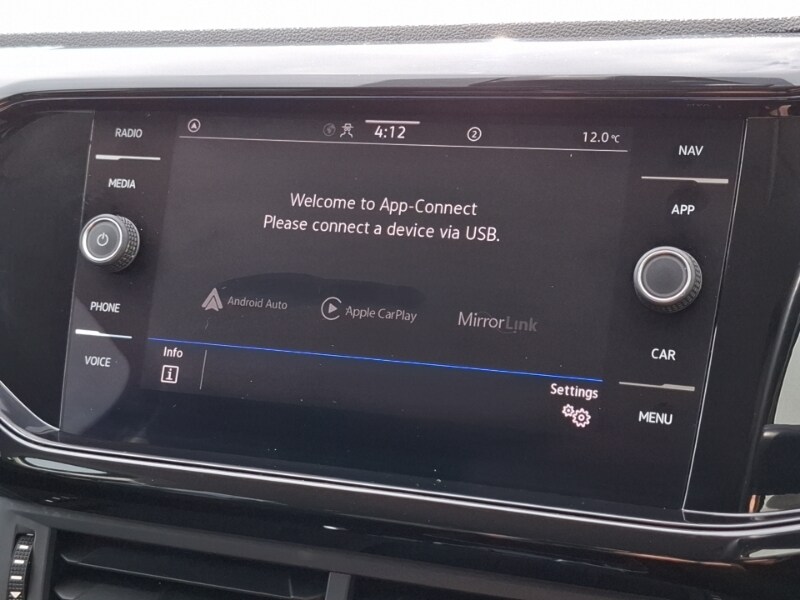 RADIO
MEDIA
PHONE
VOICE
4:12
2
12.0°C
Welcome to App-Connect
Please connect a device via USB.
Android Auto
Apple CarPlay
MirrorLink
Info
i
Settings
NAV
APP
CAR
MENU